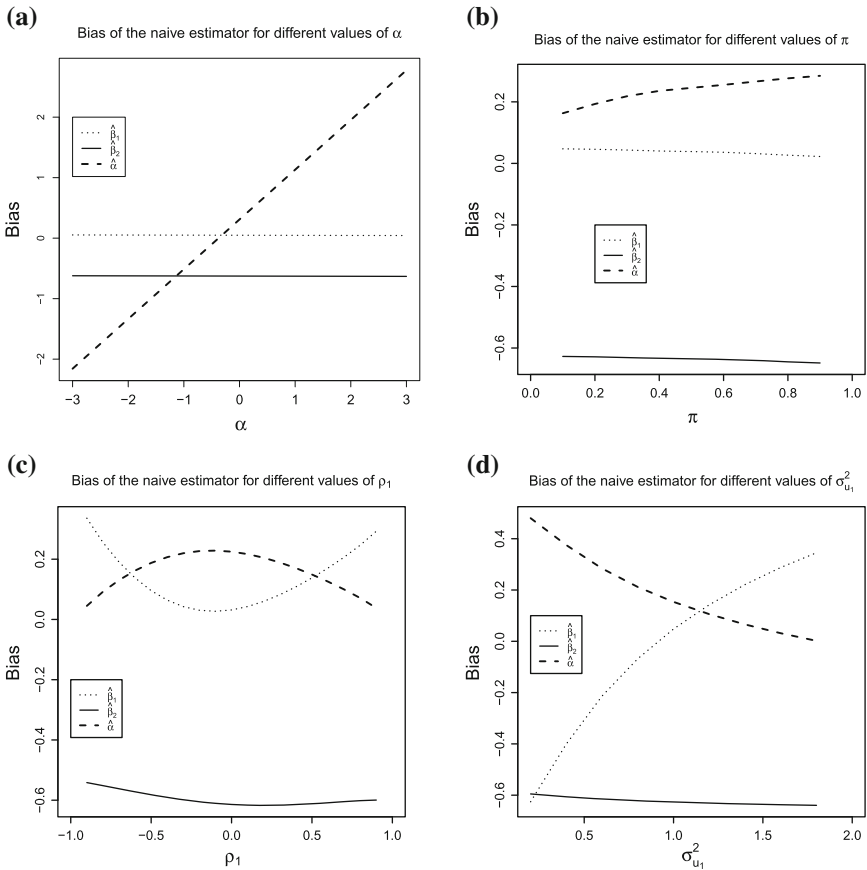 (a)
Bias of the naive estimator for different values of α
Bias
2
1
0
−1
−2
β̂₁
β̂₂
α̂
−3 −2 −1 0 1 2 3
α
(b)
Bias of the naive estimator for different values of π
Bias
0.2
0.0
−0.2
−0.4
−0.6
β̂₁
β̂₂
α̂
0.0 0.2 0.4 0.6 0.8 1.0
π
(c)
Bias of the naive estimator for different values of ρ₁
Bias
0.2
0.0
−0.2
−0.4
−0.6
β̂₁
β̂₂
α̂
−1.0 −0.5 0.0 0.5 1.0
ρ₁
(d)
Bias of the naive estimator for different values of σ²ᵤ₁
Bias
0.4
0.2
0.0
−0.2
−0.4
−0.6
β̂₁
β̂₂
α̂
0.5 1.0 1.5 2.0
σ²ᵤ₁